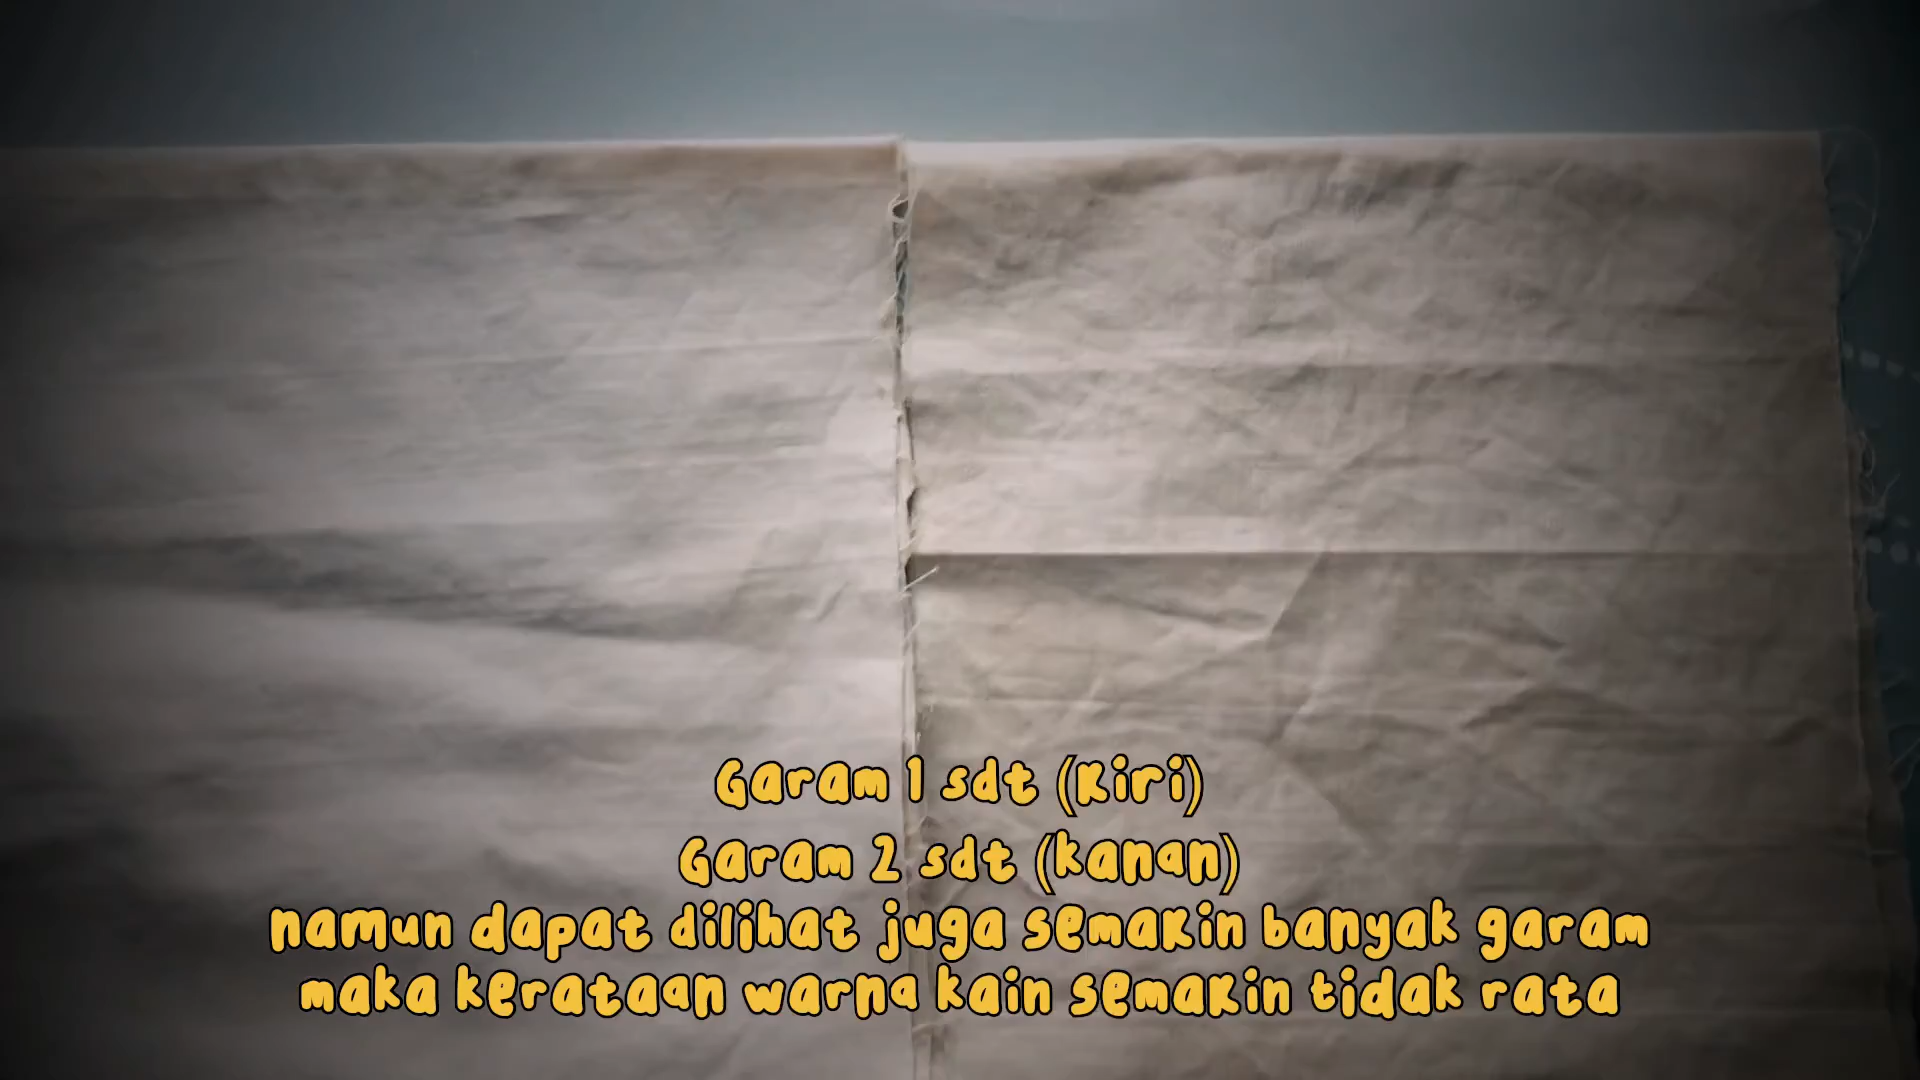 Garam 1 sdt (Kiri)
Garam 2 sdt (kanan)
namun dapat dilihat juga semakin banyak garam
maka kerataan warna kain semakin tidak rata